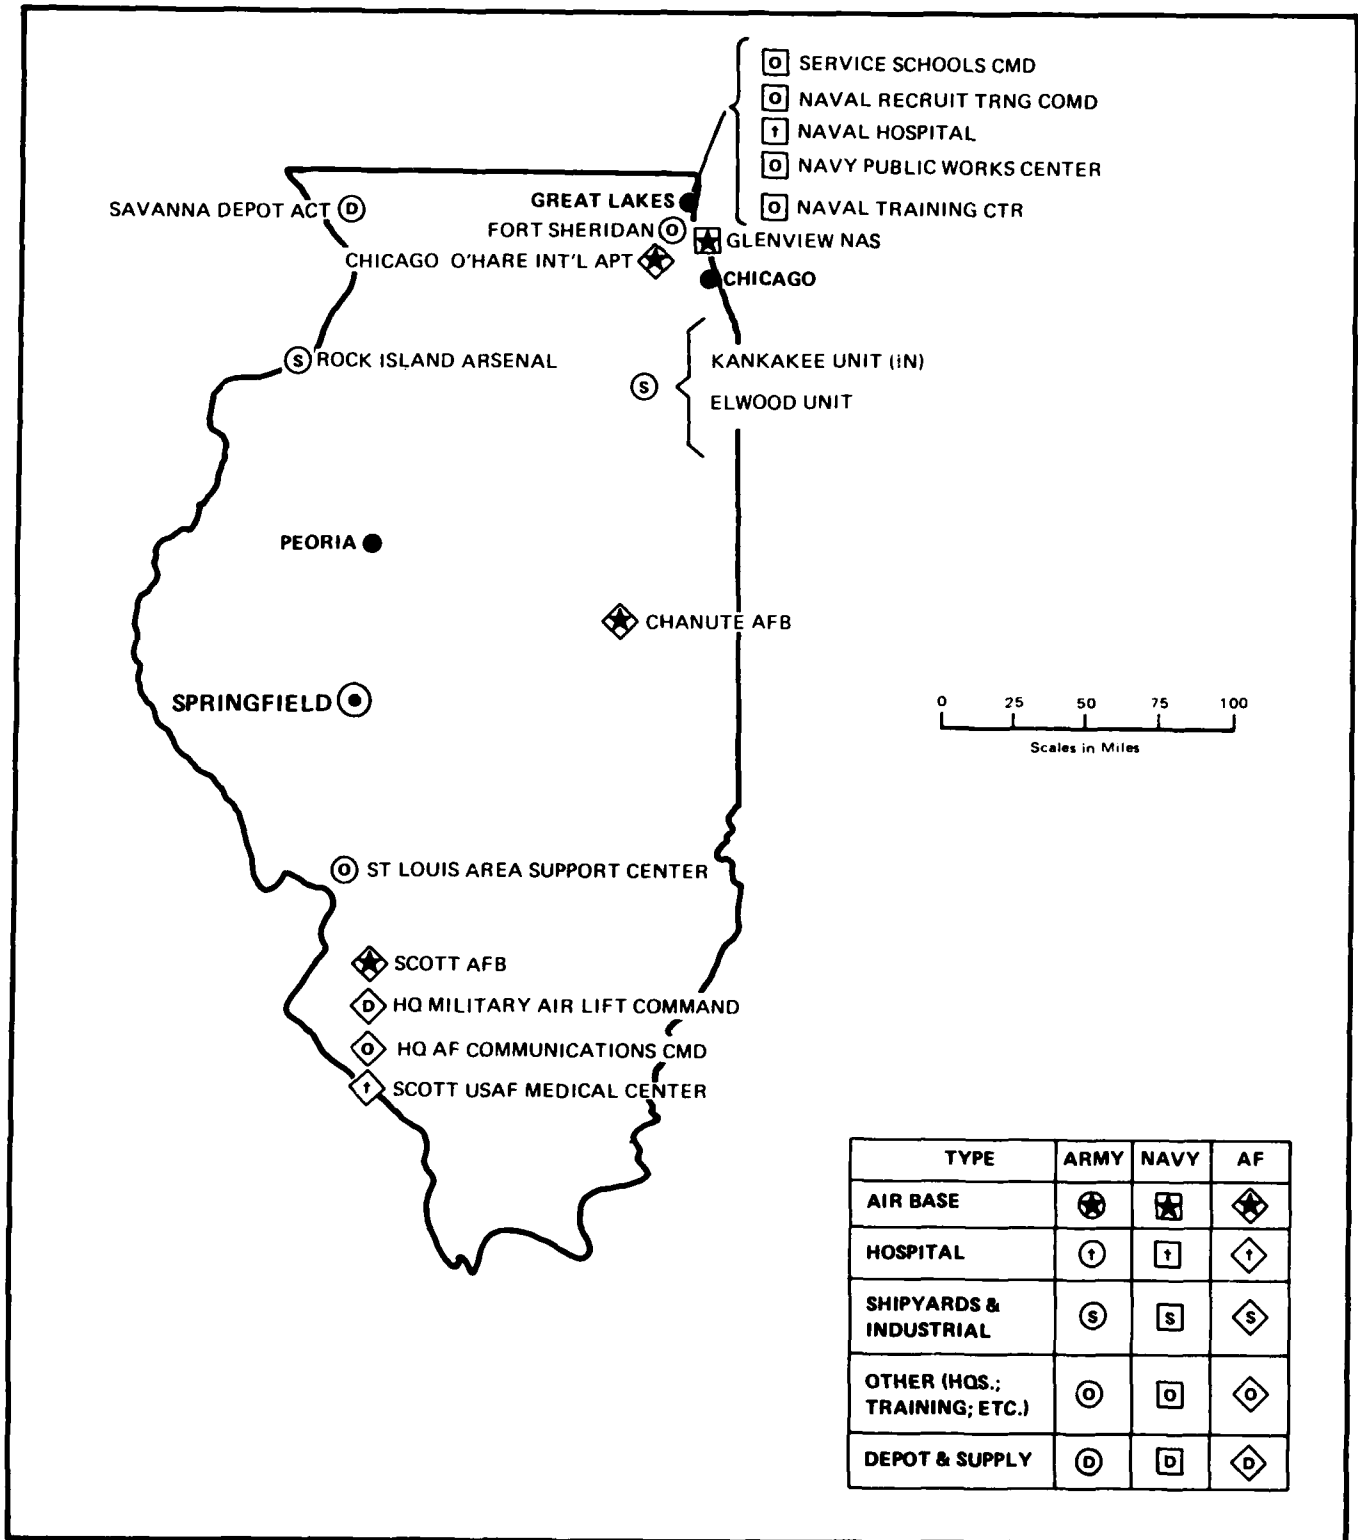 O SERVICE SCHOOLS CMD
O NAVAL RECRUIT TRNG COMD
† NAVAL HOSPITAL
O NAVY PUBLIC WORKS CENTER
O NAVAL TRAINING CTR
GREAT LAKES
SAVANNA DEPOT ACT D
FORT SHERIDAN O
GLENVIEW NAS
CHICAGO O'HARE INT'L APT
CHICAGO
S ROCK ISLAND ARSENAL
S
KANKAKEE UNIT (IN)
ELWOOD UNIT
PEORIA
CHANUTE AFB
SPRINGFIELD
0 25 50 75 100
Scales in Miles
O ST LOUIS AREA SUPPORT CENTER
SCOTT AFB
D HQ MILITARY AIR LIFT COMMAND
O HQ AF COMMUNICATIONS CMD
† SCOTT USAF MEDICAL CENTER
TYPE ARMY NAVY AF
AIR BASE
HOSPITAL † † †
SHIPYARDS &
INDUSTRIAL S S S
OTHER (HQS.;
TRAINING; ETC.) O O O
DEPOT & SUPPLY D D D